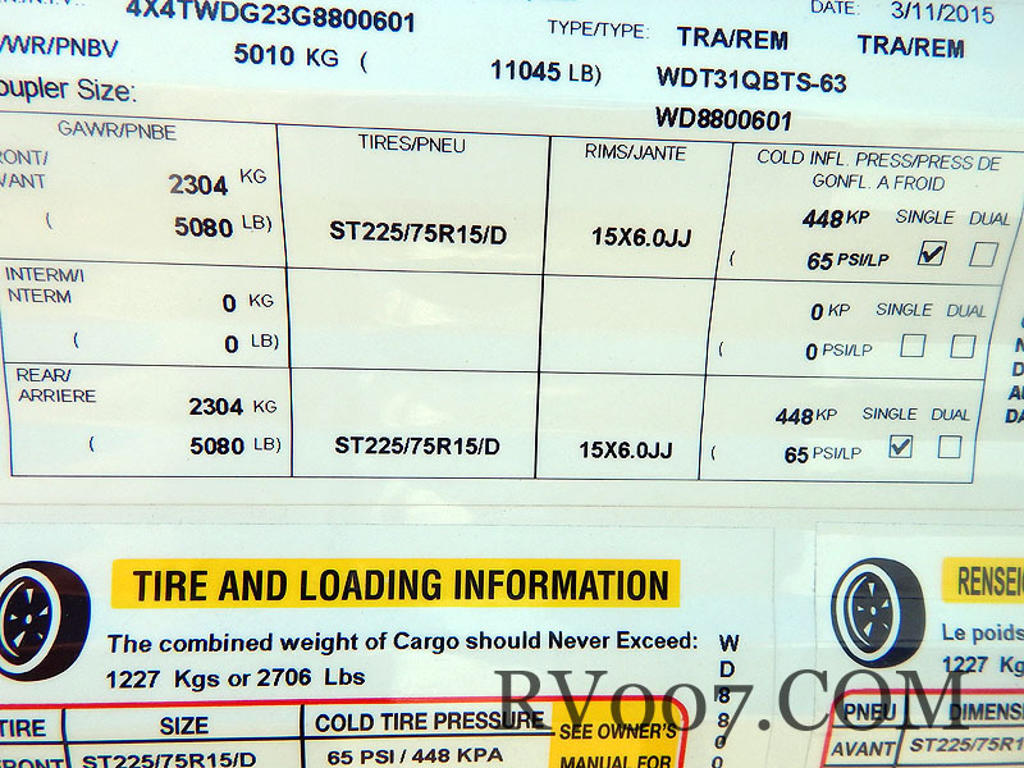 4X4TWDG23G8800601 DATE: 3/11/2015
/WR/PNBV 5010 KG ( 11045 LB) TYPE/TYPE: TRA/REM TRA/REM
oupler Size: WDT31QBTS-63
WD8800601
GAWR/PNBE TIRES/PNEU RIMS/JANTE COLD INFL. PRESS/PRESS DE
GONFL. A FROID
RONT/
VANT 2304 KG 448 KP SINGLE DUAL
( 5080 LB) ST225/75R15/D 15X6.0JJ ( 65 PSI/LP
INTERM/I
NTERM 0 KG 0 KP SINGLE DUAL
( 0 LB) ( 0 PSI/LP
REAR/
ARRIERE 2304 KG 448 KP SINGLE DUAL
( 5080 LB) ST225/75R15/D 15X6.0JJ ( 65 PSI/LP
TIRE AND LOADING INFORMATION
The combined weight of Cargo should Never Exceed:
1227 Kgs or 2706 Lbs
TIRE SIZE COLD TIRE PRESSURE SEE OWNER'S
RONT ST225/75R15/D 65 PSI / 448 KPA MANUAL FOR
WD8800
RENSEI
Le poids
1227 Kg
PNEU DIMENS
AVANT ST225/75R1
RV007.COM